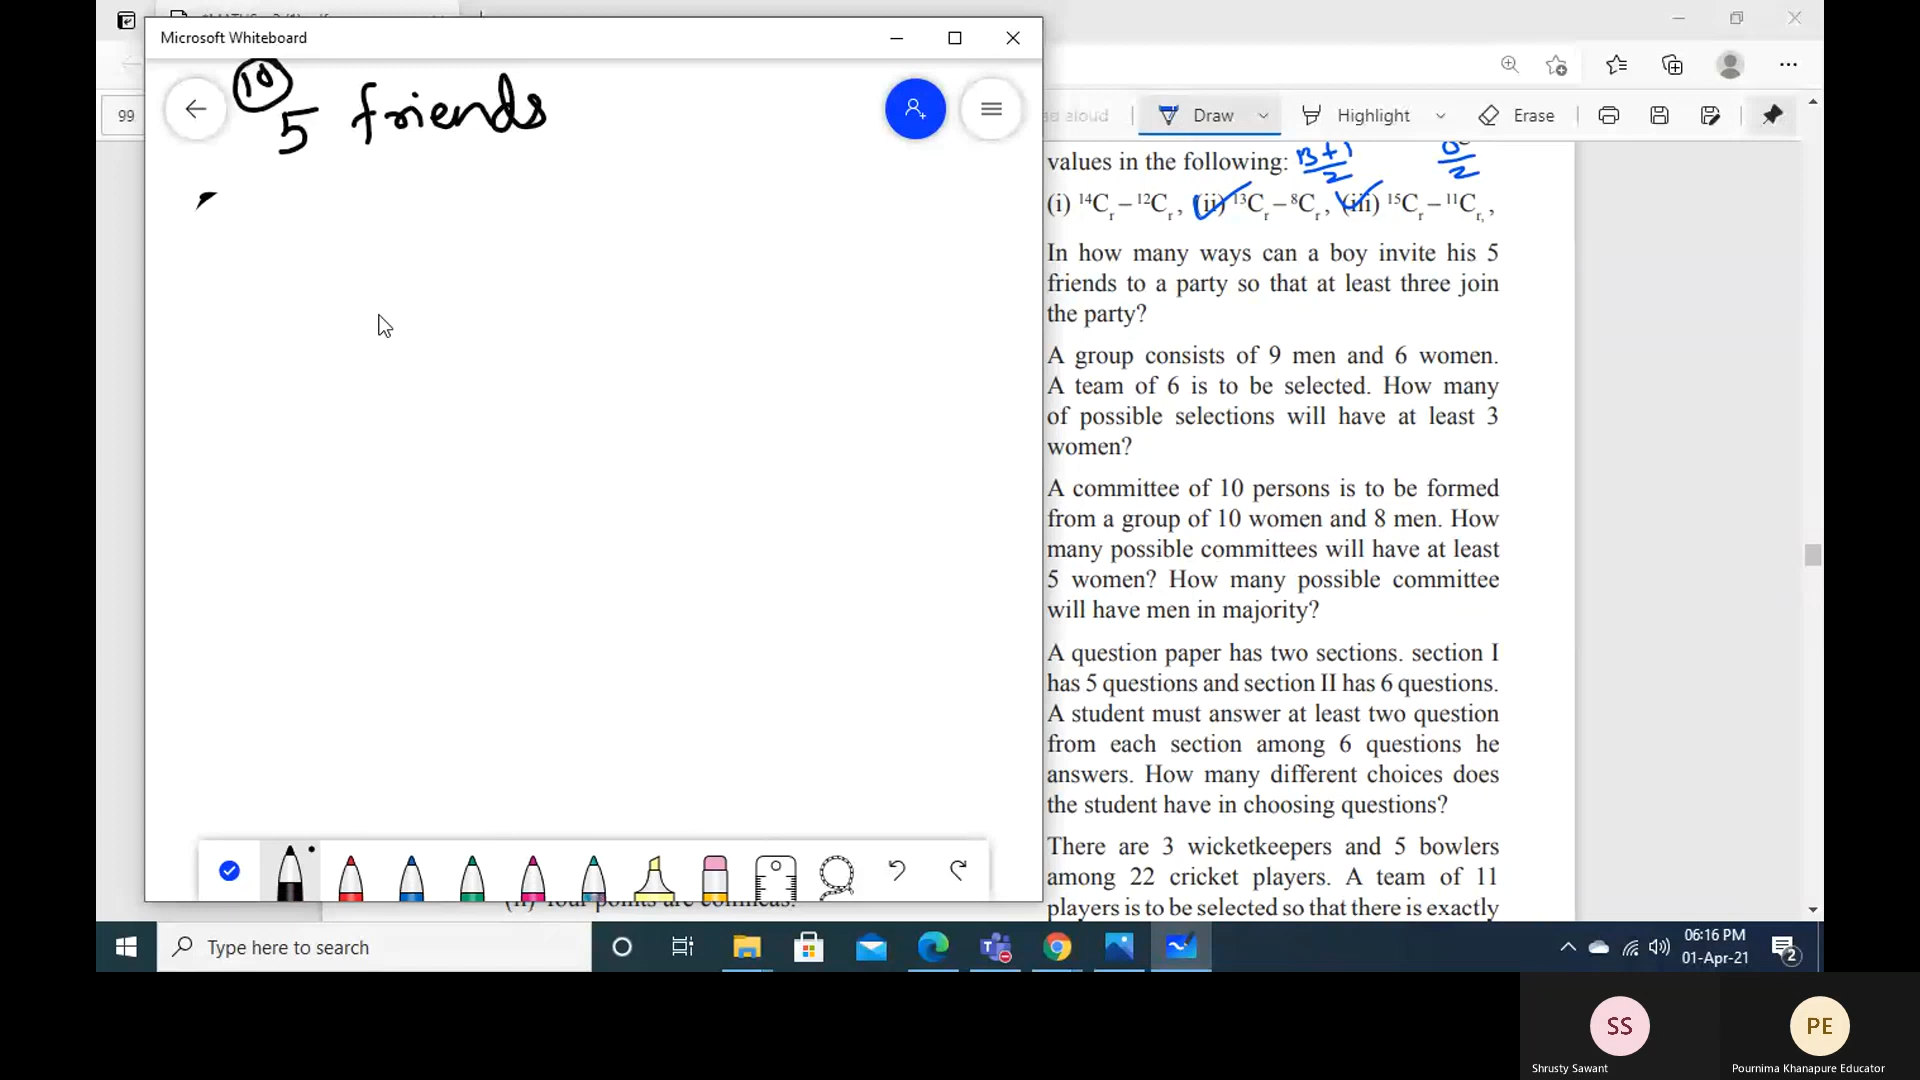 Microsoft Whiteboard
10
5 friends
99
Draw
Highlight
Erase
values in the following: 13+1/2
(i) ¹⁴Cᵣ – ¹²Cᵣ , (ii) ¹³Cᵣ – ⁸Cᵣ , (iii) ¹⁵Cᵣ – ¹¹Cᵣ, ,
In how many ways can a boy invite his 5
friends to a party so that at least three join
the party?
A group consists of 9 men and 6 women.
A team of 6 is to be selected. How many
of possible selections will have at least 3
women?
A committee of 10 persons is to be formed
from a group of 10 women and 8 men. How
many possible committees will have at least
5 women? How many possible committee
will have men in majority?
A question paper has two sections. section I
has 5 questions and section II has 6 questions.
A student must answer at least two question
from each section among 6 questions he
answers. How many different choices does
the student have in choosing questions?
There are 3 wicketkeepers and 5 bowlers
among 22 cricket players. A team of 11
players is to be selected so that there is exactly
Type here to search
06:16 PM
01-Apr-21
2
SS
PE
Shrusty Sawant
Pournima Khanapure Educator